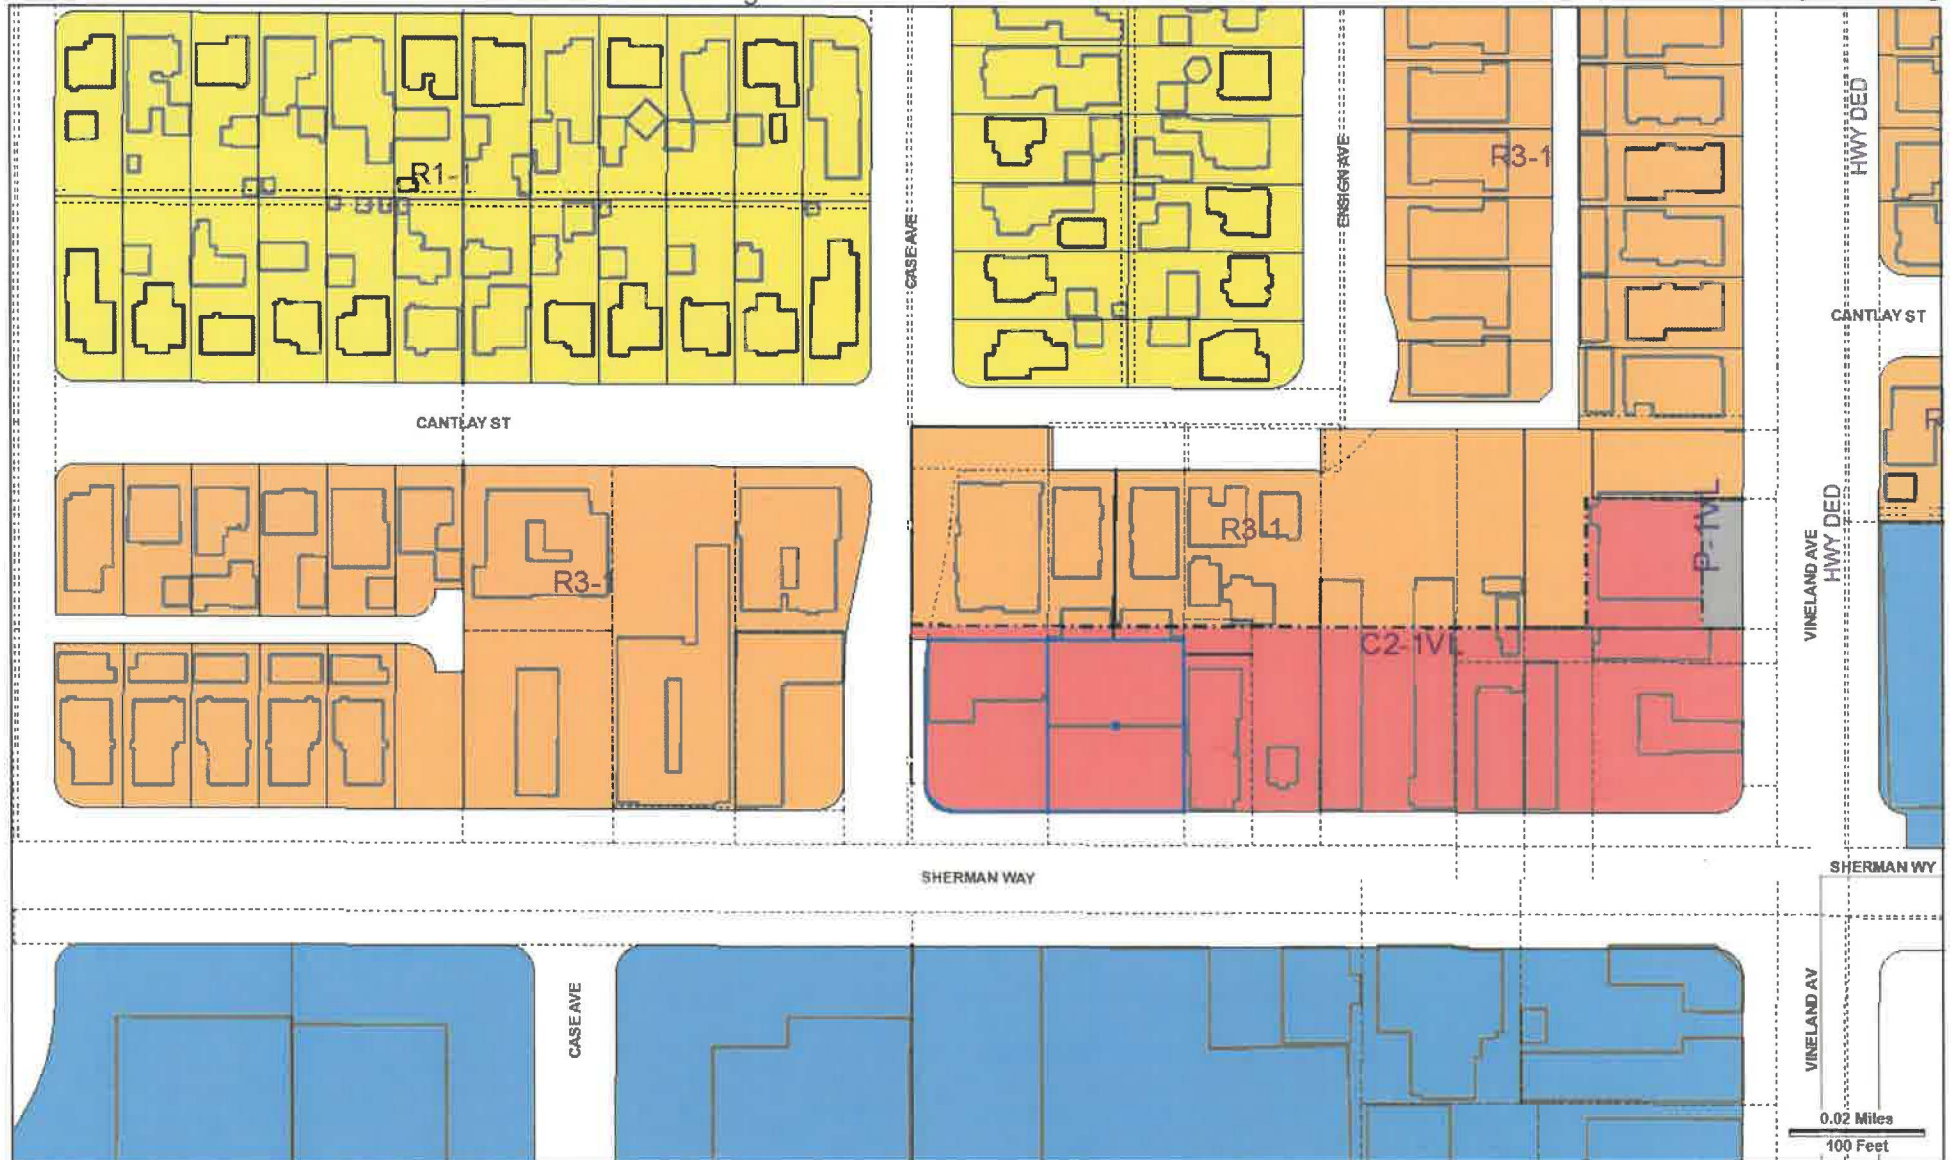 HWY DED
R3-1
R1-1
CASE AVE
ENSIGN AVE
CANTLAY ST
CANTLAY ST
R
R3-1
R3-1
P-1VL
HWY DED
VINELAND AVE
C2-1VL
SHERMAN WAY
SHERMAN WY
CASE AVE
VINELAND AV
0.02 Miles
100 Feet